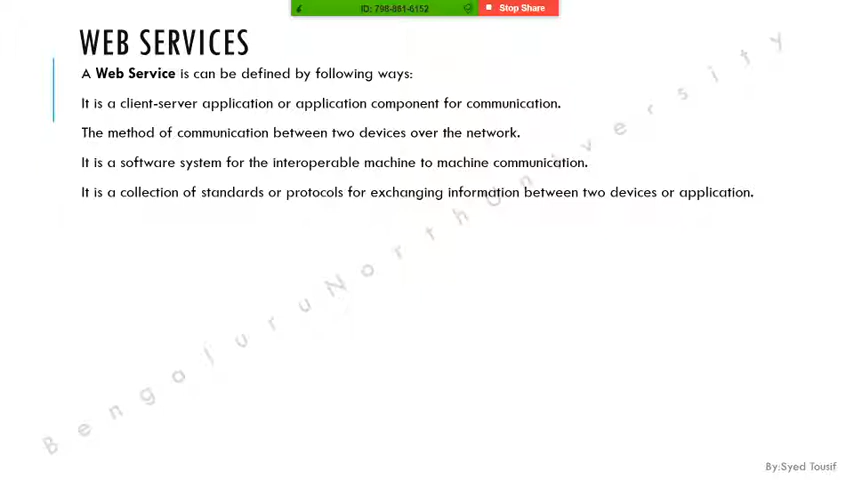 ID: 798-861-6152
Stop Share
WEB SERVICES
A Web Service is can be defined by following ways:
It is a client-server application or application component for communication.
The method of communication between two devices over the network.
It is a software system for the interoperable machine to machine communication.
It is a collection of standards or protocols for exchanging information between two devices or application.
BengaluruNorthUniversity
By:Syed Tousif